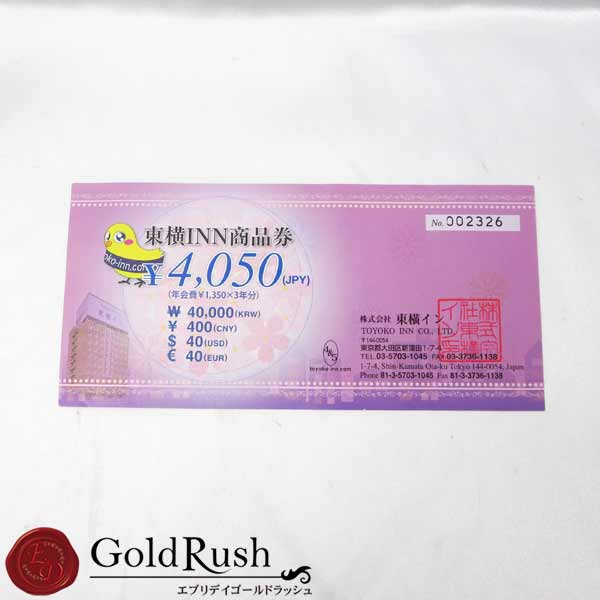 No. 002326
東横INN商品券
toyoko-inn.com
¥4,050(JPY)
(年会費¥1,350×3年分)
₩ 40,000(KRW)
¥ 400(CNY)
$ 40(USD)
€ 40(EUR)
toyoko-inn.com
株式会社 東横イン
TOYOKO INN CO., LTD.
〒144-0054
東京都大田区新蒲田1-7-4
TEL.03-5703-1045 FAX.03-3736-1138
1-7-4, Shin-Kamata Ota-ku Tokyo 144-0054, Japan
Phone 81-3-5703-1045 Fax 81-3-3736-1138
GoldRush
エブリデイゴールドラッシュ